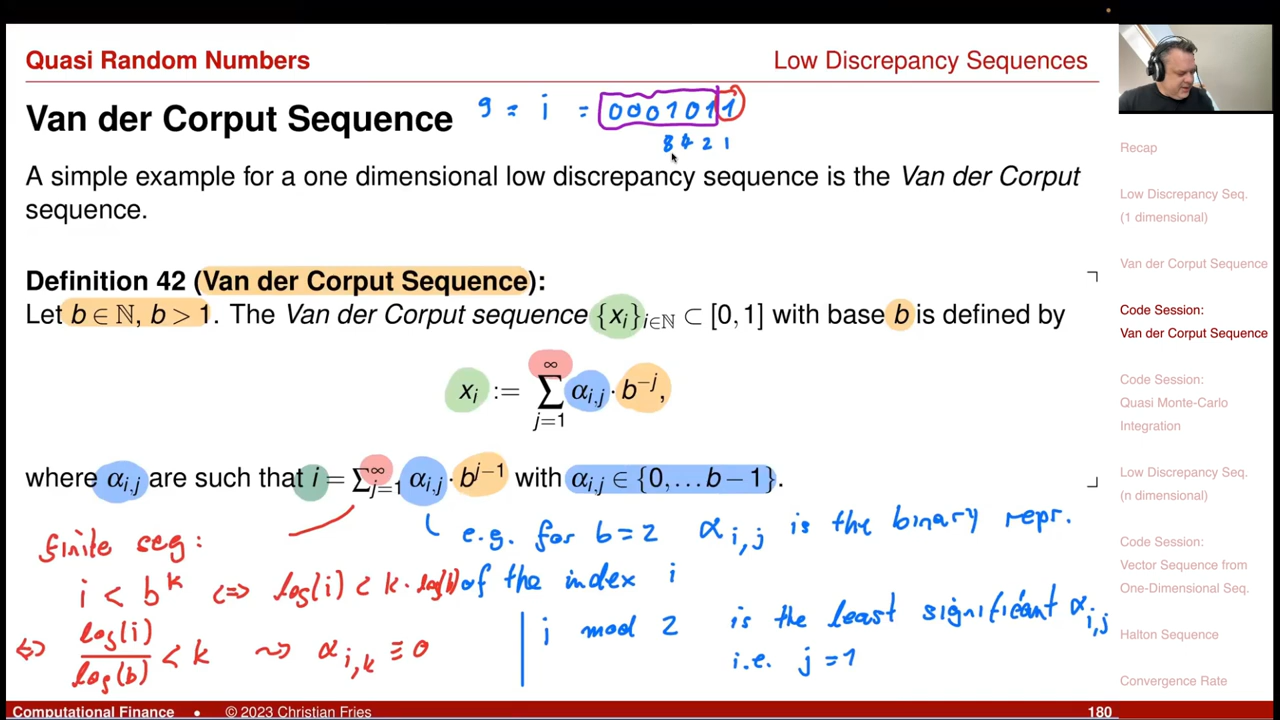 Quasi Random Numbers
Low Discrepancy Sequences
Van der Corput Sequence
9 = i = 0001011
8 4 2 1
A simple example for a one dimensional low discrepancy sequence is the Van der Corput
sequence.
Definition 42 (Van der Corput Sequence):
Let b ∈ ℕ, b > 1. The Van der Corput sequence {x_i}_{i∈ℕ} ⊂ [0, 1] with base b is defined by
x_i := ∑_{j=1}^{∞} α_{i,j} · b^{−j},
where α_{i,j} are such that i = ∑_{j=1}^{∞} α_{i,j} · b^{j−1} with α_{i,j} ∈ {0, … b − 1}.
finite seq:
e.g. for b = 2 α_{i,j} is the binary repr.
of the index i
i < b^k ⇔ log(i) < k · log(b)
⇔ log(i)/log(b) < k ⇝ α_{i,k} ≡ 0
i mod 2 is the least significant α_{i,j}
i.e. j = 1
Recap
Low Discrepancy Seq.
(1 dimensional)
Van der Corput Sequence
Code Session:
Van der Corput Sequence
Code Session:
Quasi Monte-Carlo
Integration
Low Discrepancy Seq.
(n dimensional)
Code Session:
Vector Sequence from
One-Dimensional Seq.
Halton Sequence
Convergence Rate
Computational Finance • © 2023 Christian Fries
180